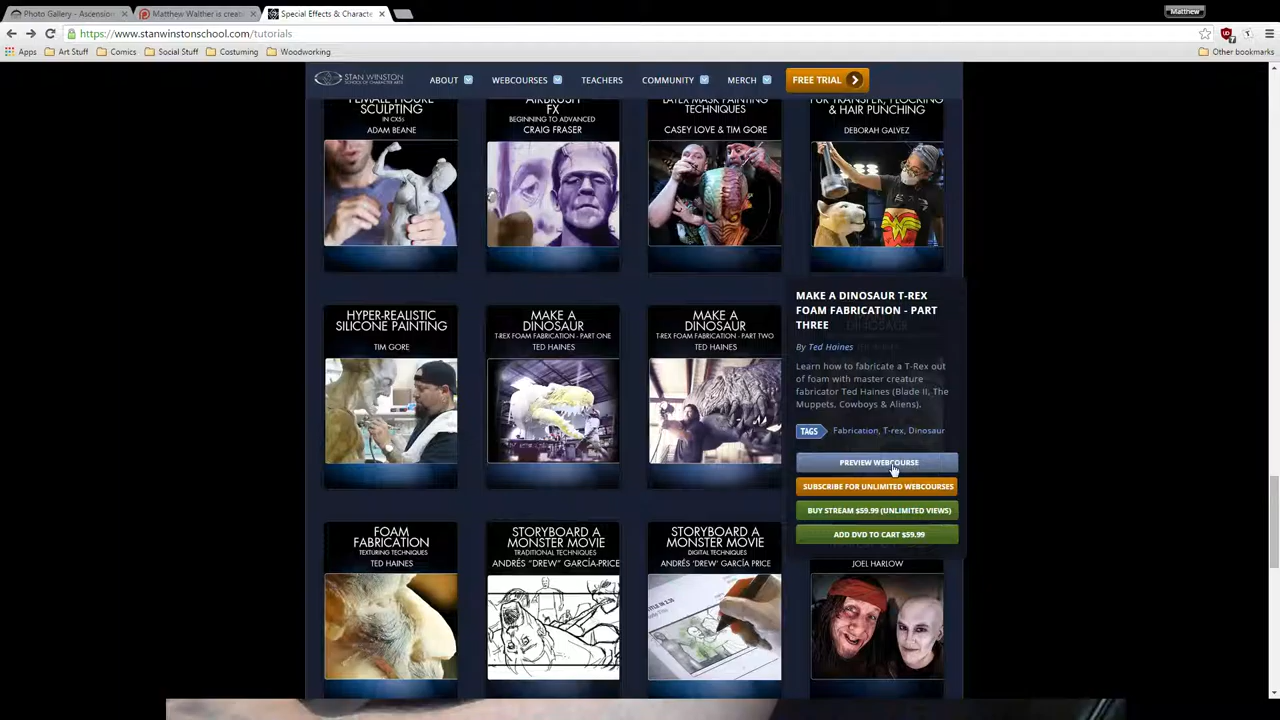 Photo Gallery - Ascension
Matthew Walther is creat
Special Effects & Characte
Matthew
https://www.stanwinstonschool.com/tutorials
Apps
Art Stuff
Comics
Social Stuff
Costuming
Woodworking
Other bookmarks
STAN WINSTON
SCHOOL OF CHARACTER ARTS
ABOUT
WEBCOURSES
TEACHERS
COMMUNITY
MERCH
FREE TRIAL
FEMALE FIGURE
SCULPTING
IN CX5s
ADAM BEANE
AIRBRUSH
FX
BEGINNING TO ADVANCED
CRAIG FRASER
LATEX MASK PAINTING
TECHNIQUES
CASEY LOVE & TIM GORE
FUR TRANSFER, FLOCKING
& HAIR PUNCHING
DEBORAH GALVEZ
HYPER-REALISTIC
SILICONE PAINTING
TIM GORE
MAKE A
DINOSAUR
T-REX FOAM FABRICATION - PART ONE
TED HAINES
MAKE A
DINOSAUR
T-REX FOAM FABRICATION - PART TWO
TED HAINES
MAKE A DINOSAUR T-REX
FOAM FABRICATION - PART
THREE
By Ted Haines
Learn how to fabricate a T-Rex out
of foam with master creature
fabricator Ted Haines (Blade II, The
Muppets, Cowboys & Aliens).
TAGS
Fabrication, T-rex, Dinosaur
PREVIEW WEBCOURSE
SUBSCRIBE FOR UNLIMITED WEBCOURSES
BUY STREAM $59.99 (UNLIMITED VIEWS)
ADD DVD TO CART $59.99
FOAM
FABRICATION
TEXTURING TECHNIQUES
TED HAINES
STORYBOARD A
MONSTER MOVIE
TRADITIONAL TECHNIQUES
ANDRÉS "DREW" GARCÍA-PRICE
STORYBOARD A
MONSTER MOVIE
DIGITAL TECHNIQUES
ANDRÉS 'DREW' GARCÍA PRICE
JOEL HARLOW